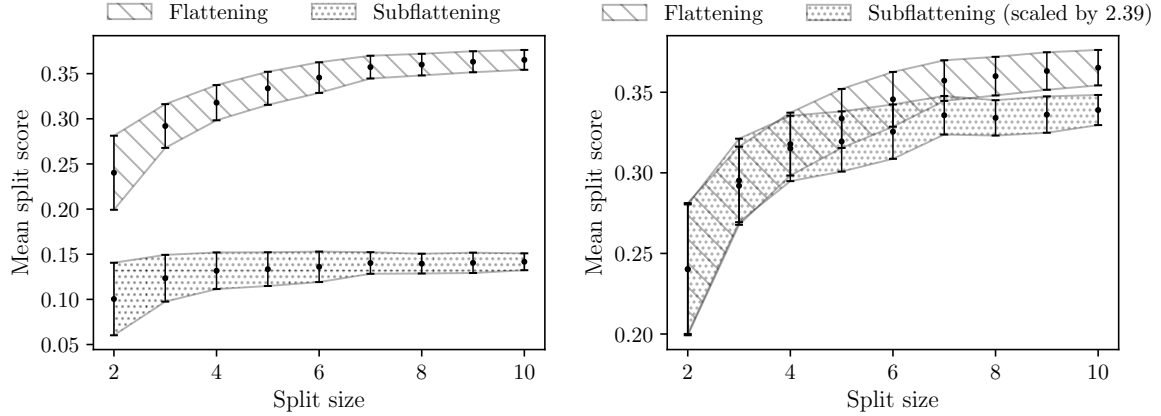 Flattening Subflattening
Mean split score
0.35
0.30
0.25
0.20
0.15
0.10
0.05
2 4 6 8 10
Split size
Flattening Subflattening (scaled by 2.39)
Mean split score
0.35
0.30
0.25
0.20
2 4 6 8 10
Split size